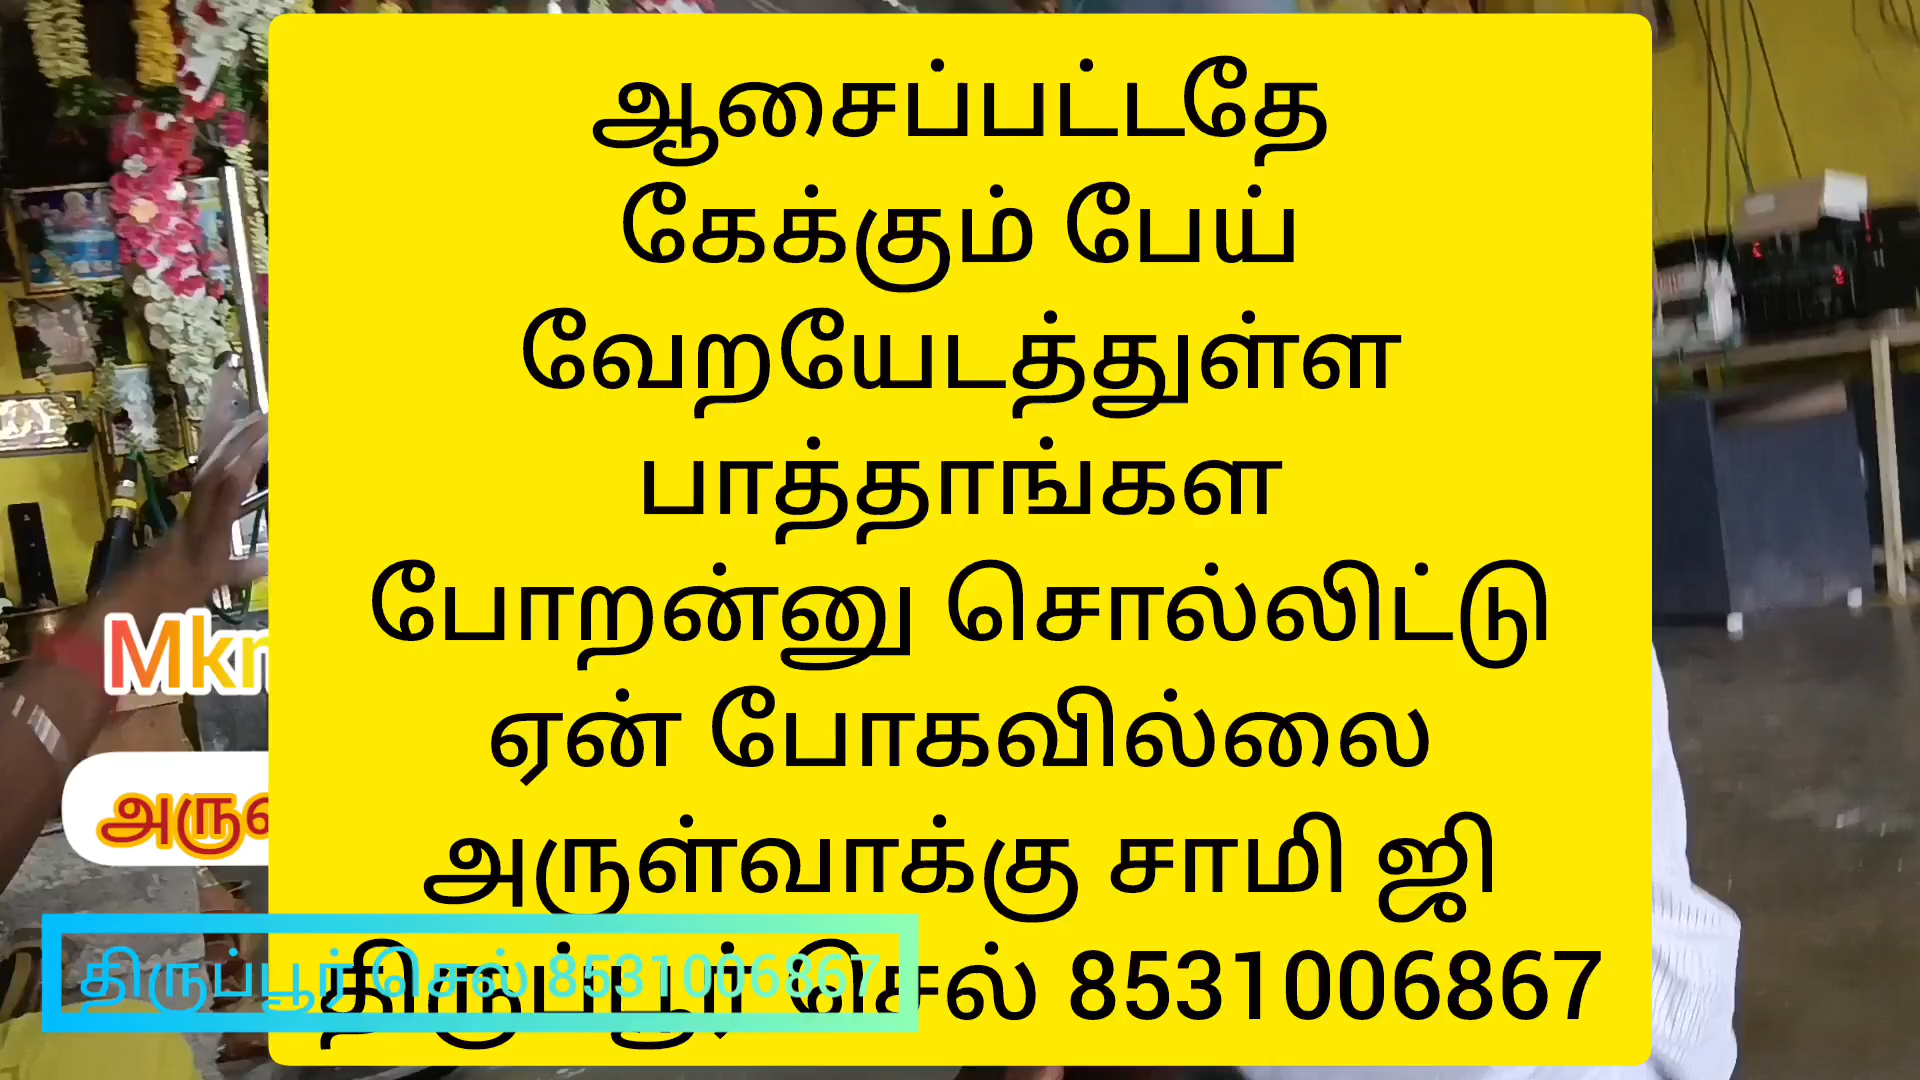 ஆசைப்பட்டதே
கேக்கும் பேய்
வேறயேடத்துள்ள
பாத்தாங்கள
போறன்னு சொல்லிட்டு
ஏன் போகவில்லை
அருள்வாக்கு சாமி ஜி
திருப்பூர் செல் 8531006867
திருப்பூர் செல் 8531006867